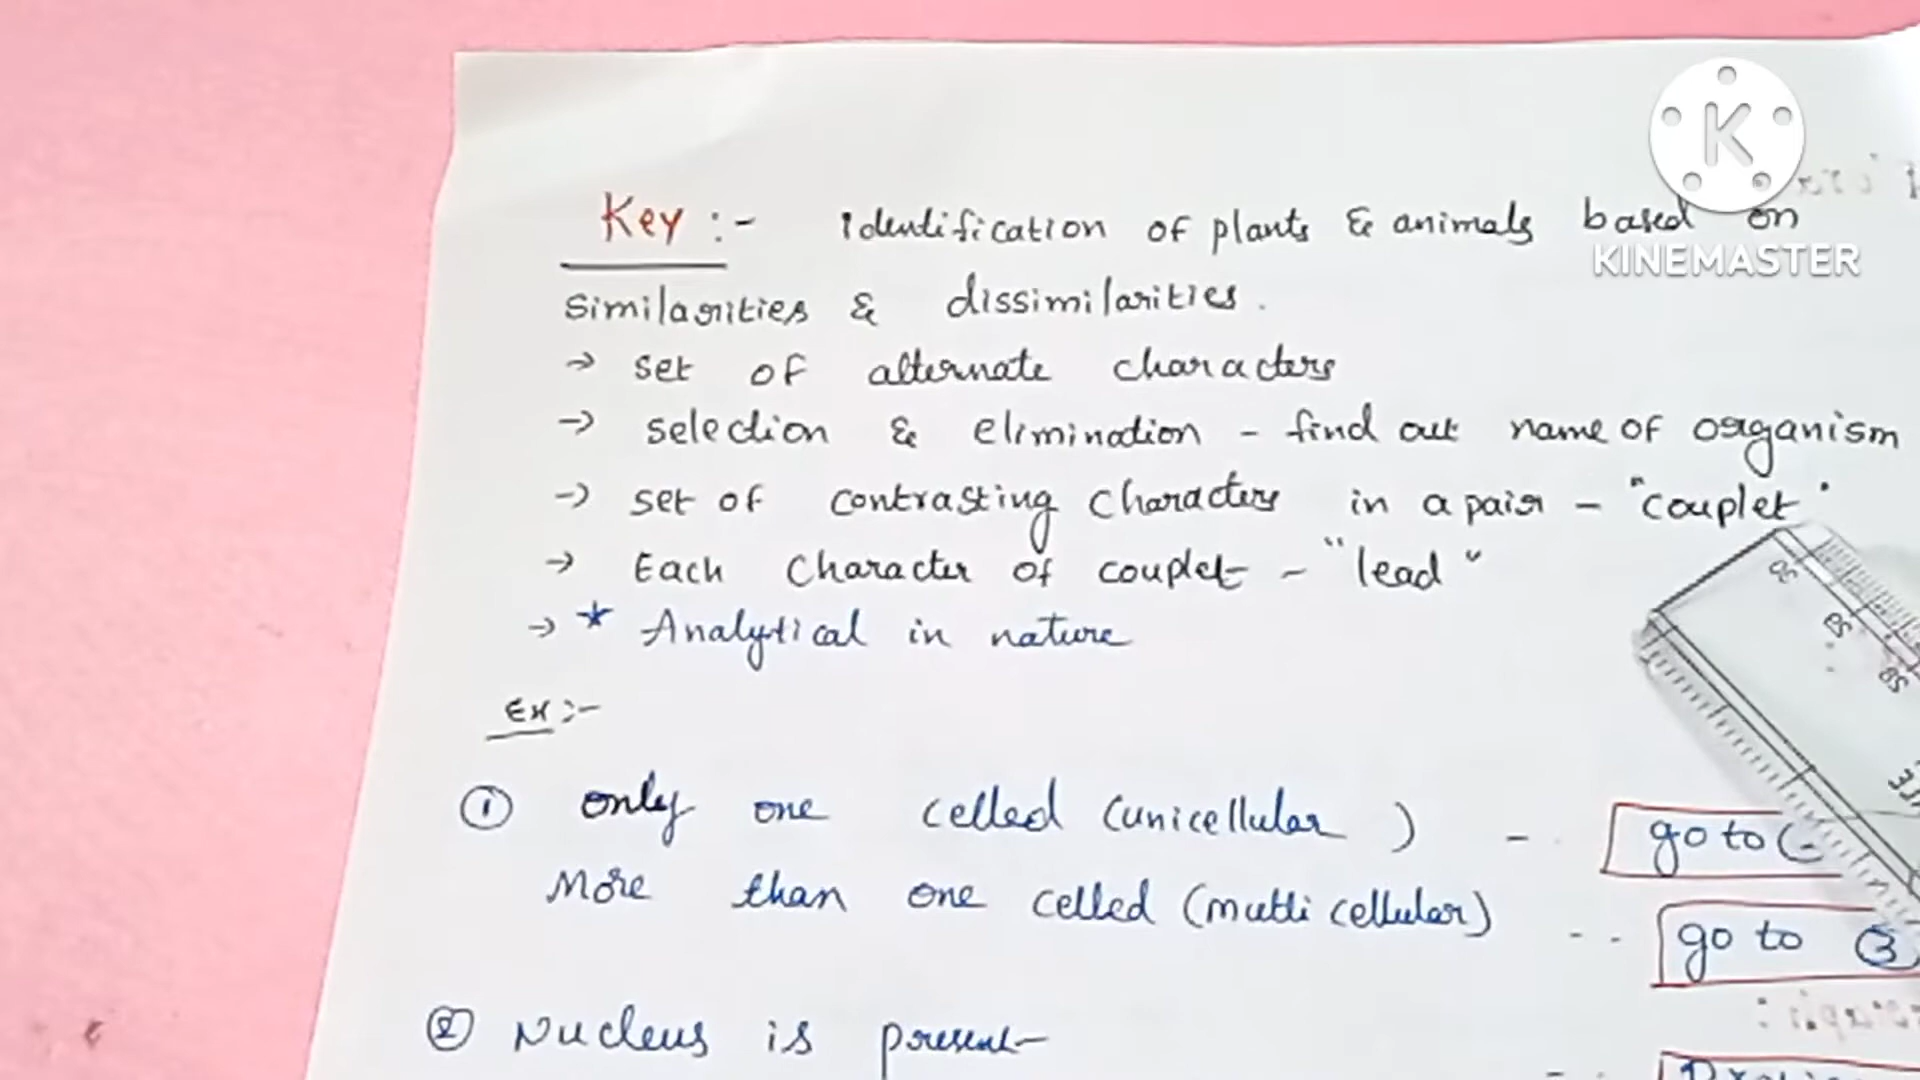 Key :- Identification of plants & animals based on
similarities & dissimilarities.
→ set of alternate characters
→ selection & elimination - find out name of organism
→ set of contrasting characters in a pair - "couplet"
→ Each character of couplet - "lead"
→ * Analytical in nature
Ex :-
① only one celled (unicellular) - go to
More than one celled (multi cellular) - - go to ③
② Nucleus is present
K
KINEMASTER